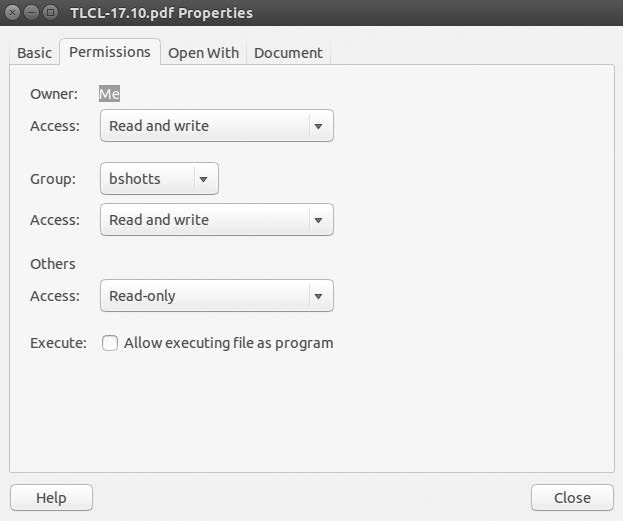 TLCL-17.10.pdf Properties
Basic Permissions Open With Document
Owner: Me
Access: Read and write
Group: bshotts
Access: Read and write
Others
Access: Read-only
Execute: Allow executing file as program
Help Close